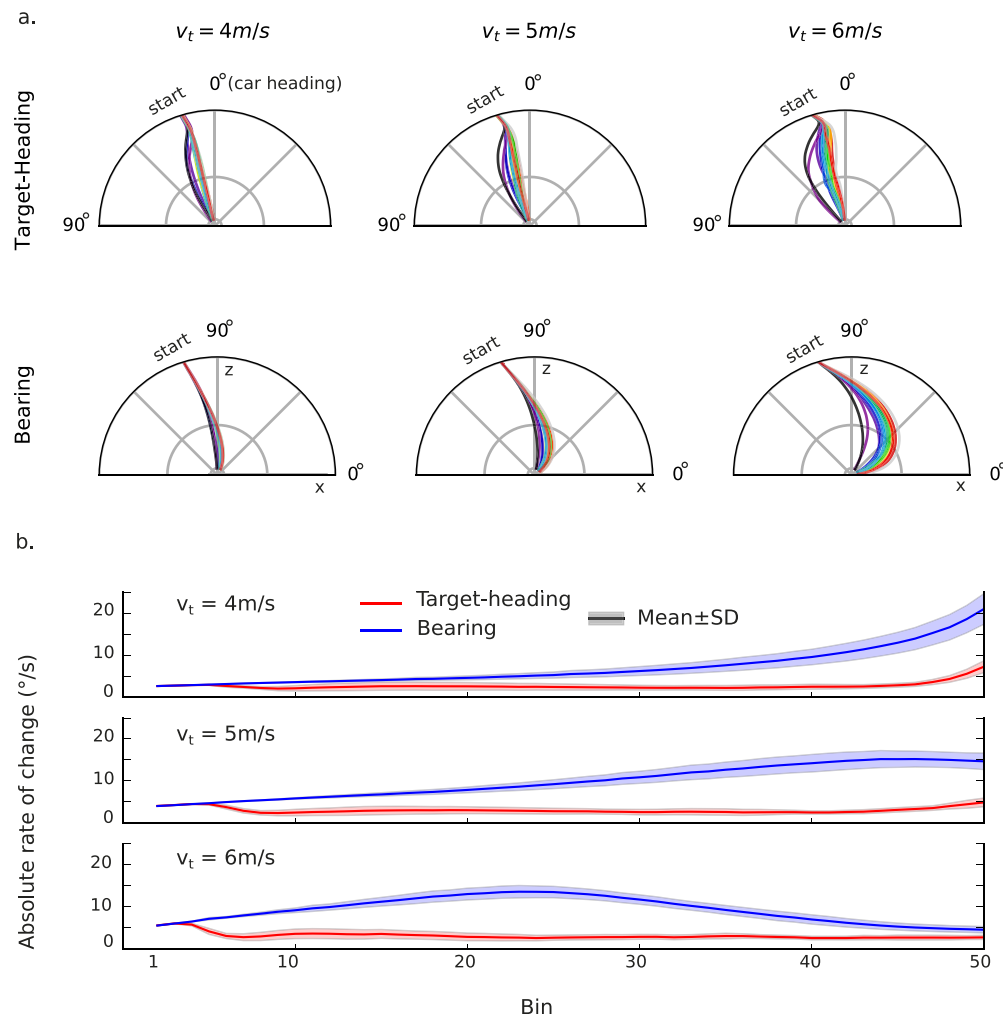 a.
v_t = 4m/s
v_t = 5m/s
v_t = 6m/s
Target-Heading
start
0° (car heading)
90°
start
0°
90°
start
0°
90°
Bearing
start
90°
z
0°
x
start
90°
z
0°
x
start
90°
z
0°
x
b.
Absolute rate of change (°/s)
v_t = 4m/s
Target-heading
Bearing
Mean±SD
20
10
0
v_t = 5m/s
20
10
0
v_t = 6m/s
20
10
0
1 10 20 30 40 50
Bin